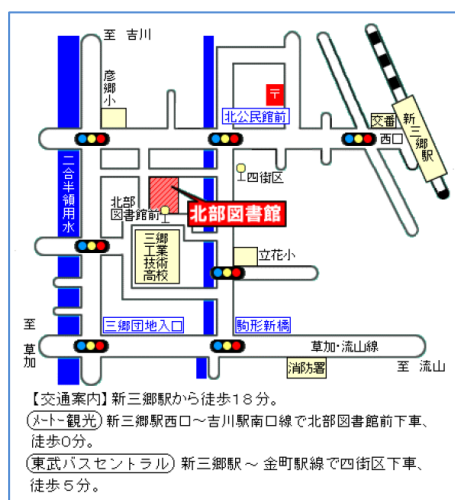 至 吉川
彦郷小
〒
北公民館前
交番
西口
新三郷駅
二合半領用水
四街区
北部
図書館前
北部図書館
三郷
工業
技術
高校
立花小
至 草加
三郷団地入口
駒形新橋
草加・流山線
消防署
至 流山
【交通案内】新三郷駅から徒歩18分。
メートー観光 新三郷駅西口～吉川駅南口線で北部図書館前下車、
徒歩0分。
東武バスセントラル 新三郷駅～金町駅線で四街区下車、
徒歩5分。